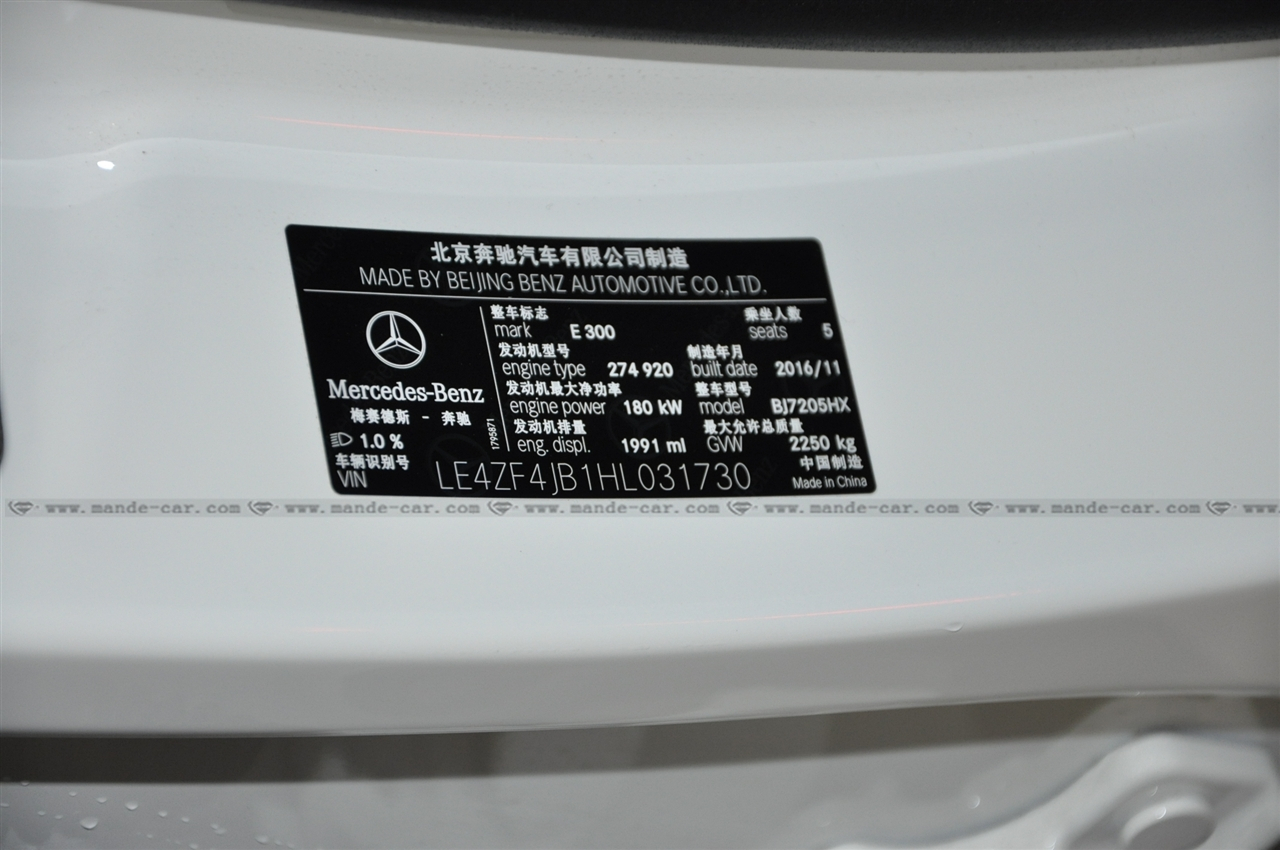 北京奔驰汽车有限公司制造
MADE BY BEIJING BENZ AUTOMOTIVE CO.,LTD.
Mercedes-Benz
梅赛德斯 - 奔驰
1.0 %
1795871
整车标志 乘坐人数
mark E 300 seats 5
发动机型号 制造年月
engine type 274 920 built date 2016/11
发动机最大净功率 整车型号
engine power 180 kW model BJ7205HX
发动机排量 最大允许总质量
eng. displ. 1991 ml GVW 2250 kg
车辆识别号 中国制造
VIN LE4ZF4JB1HL031730 Made in China
www.mande-car.com www.mande-car.com www.mande-car.com www.mande-car.com www.mande-car.com www.m